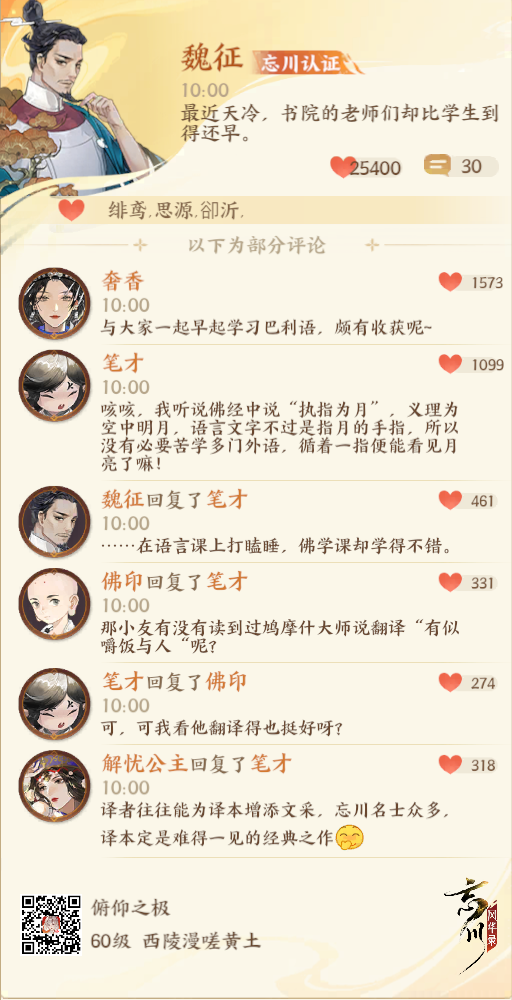 魏征 忘川认证
10:00
最近天冷，书院的老师们却比学生到
得还早。
25400 30
绯鸢,思源,卻沂,
以下为部分评论
奢香 1573
10:00
与大家一起早起学习巴利语，颇有收获呢~
笔才 1099
10:00
咳咳，我听说佛经中说“执指为月”，义理为
空中明月，语言文字不过是指月的手指，所以
没有必要苦学多门外语，循着一指便能看见月
亮了嘛！
魏征回复了笔才 461
10:00
……在语言课上打瞌睡，佛学课却学得不错。
佛印回复了笔才 331
10:00
那小友有没有读到过鸠摩什大师说翻译“有似
嚼饭与人“呢？
笔才回复了佛印 274
10:00
可，可我看他翻译得也挺好呀？
解忧公主回复了笔才 318
10:00
译者往往能为译本增添文采，忘川名士众多，
译本定是难得一见的经典之作
俯仰之极
60级 西陵漫嗟黄土
忘川
风华录